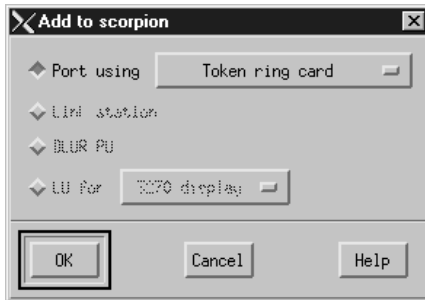 Add to scorpion
Port using Token ring card
Link station
DLUR PU
LU for 3270 display
OK Cancel Help